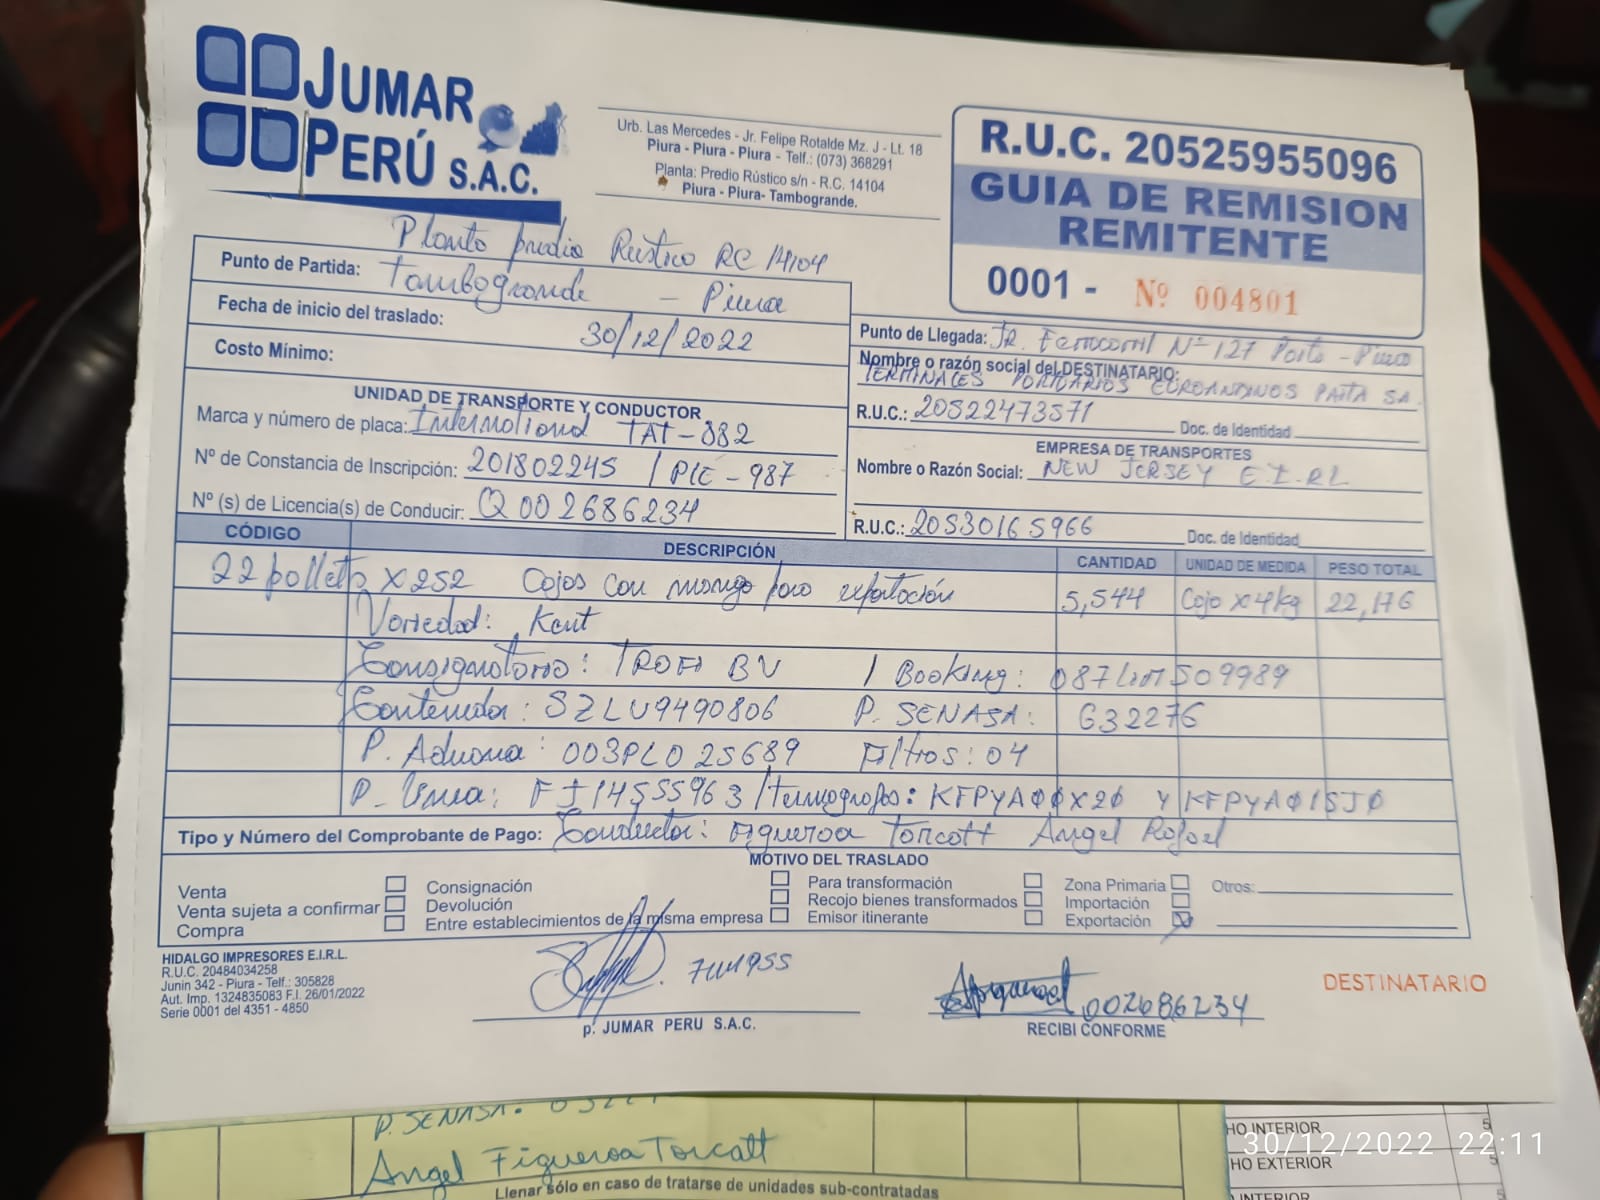 JUMAR
PERÚ S.A.C.
Urb. Las Mercedes - Jr. Felipe Rotalde Mz. J - Lt. 18
Piura - Piura - Piura - Telf.: (073) 368291
Planta: Predio Rústico s/n - R.C. 14104
Piura - Piura- Tambogrande.
R.U.C. 20525955096
GUIA DE REMISION
REMITENTE
0001 - Nº 004801
Planta predio Rústico RC 14104
Punto de Partida: Tambogrande - Piura
Fecha de inicio del traslado: 30/12/2022
Costo Mínimo:
Punto de Llegada: JR. Ferrocarril Nº 127 Paita - Piura
Nombre o razón social del DESTINATARIO:
TERMINALES PORTUARIOS EUROANDINOS PAITA SA.
R.U.C.: 20522473571 Doc. de Identidad
UNIDAD DE TRANSPORTE Y CONDUCTOR
Marca y número de placa: International TAT-882
Nº de Constancia de Inscripción: 201802245 / PIE - 987
Nº (s) de Licencia(s) de Conducir: Q002686234
EMPRESA DE TRANSPORTES
Nombre o Razón Social: NEW JERSEY E.I.RL
R.U.C.: 20530165966 Doc. de Identidad
CÓDIGO DESCRIPCIÓN CANTIDAD UNIDAD DE MEDIDA PESO TOTAL
22 pallets x 252 Cajas con mango para exportación 5,544 Caja x 4kg 22,176
Variedad: Kent
Consignatario: TROFI BV / Booking: 087LIM509989
Contenedor: SZLU9490806 P. SENASA: 632276
P. Aduana: 003PLO25689 Filtros: 04
P. Linea: FJ14555963 / termografos: KFPYA00X20 Y KFPYA01SJ0
Tipo y Número del Comprobante de Pago: Conductor: Figueroa Torcatt Angel Rafael
MOTIVO DEL TRASLADO
Venta
Venta sujeta a confirmar
Compra
Consignación
Devolución
Entre establecimientos de la misma empresa
Para transformación
Recojo bienes transformados
Emisor itinerante
Zona Primaria
Importación
Exportación
Otros:
HIDALGO IMPRESORES E.I.R.L.
R.U.C. 20484034258
Junin 342 - Piura - Telf.: 305828
Aut. Imp. 1324835083 F.I. 26/01/2022
Serie 0001 del 4351 - 4850
p. JUMAR PERU S.A.C.
002686234
RECIBI CONFORME
DESTINATARIO
P. SENASA:
Angel Figueroa Torcatt
Llenar sólo en caso de tratarse de unidades sub-contratadas
HO INTERIOR 5
HO EXTERIOR 5
INTERIOR
30/12/2022 22:11